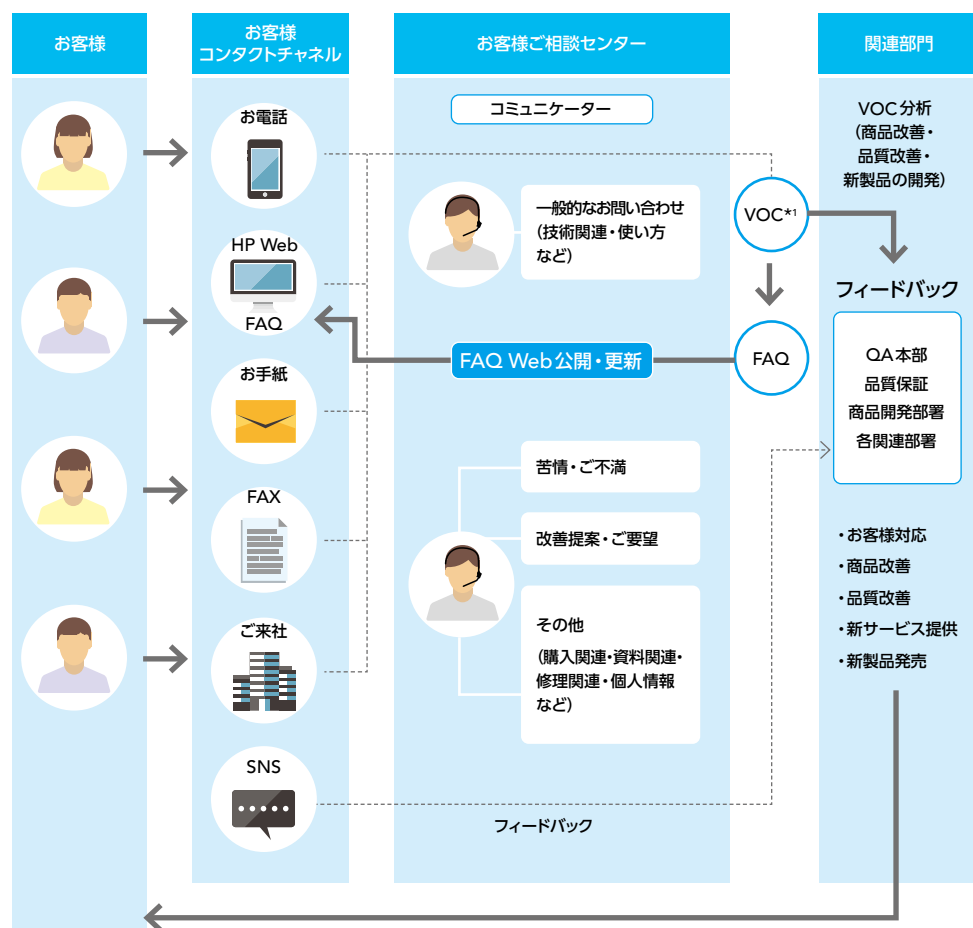 お客様
お客様
コンタクトチャネル
お客様ご相談センター
関連部門
お電話
HP Web
FAQ
お手紙
FAX
ご来社
SNS
コミュニケーター
一般的なお問い合わせ
(技術関連・使い方
など)
FAQ Web公開・更新
苦情・ご不満
改善提案・ご要望
その他
(購入関連・資料関連・
修理関連・個人情報
など)
フィードバック
VOC*1
FAQ
VOC分析
(商品改善・
品質改善・
新製品の開発)
フィードバック
QA本部
品質保証
商品開発部署
各関連部署
・お客様対応
・商品改善
・品質改善
・新サービス提供
・新製品発売